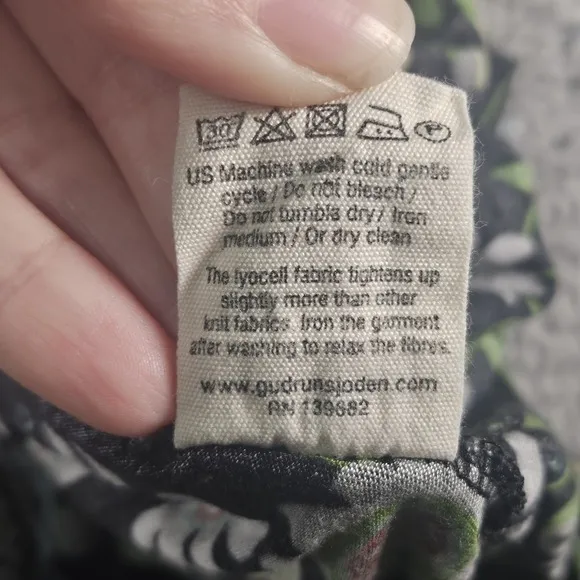 30 P
US Machine wash cold gentle
cycle / Do not bleach /
Do not tumble dry / Iron
medium / Or dry clean
The lyocell fabric tightens up
slightly more than other
knit fabrics. Iron the garment
after washing to relax the fibres.
www.gudrunsjoden.com
RN 139682